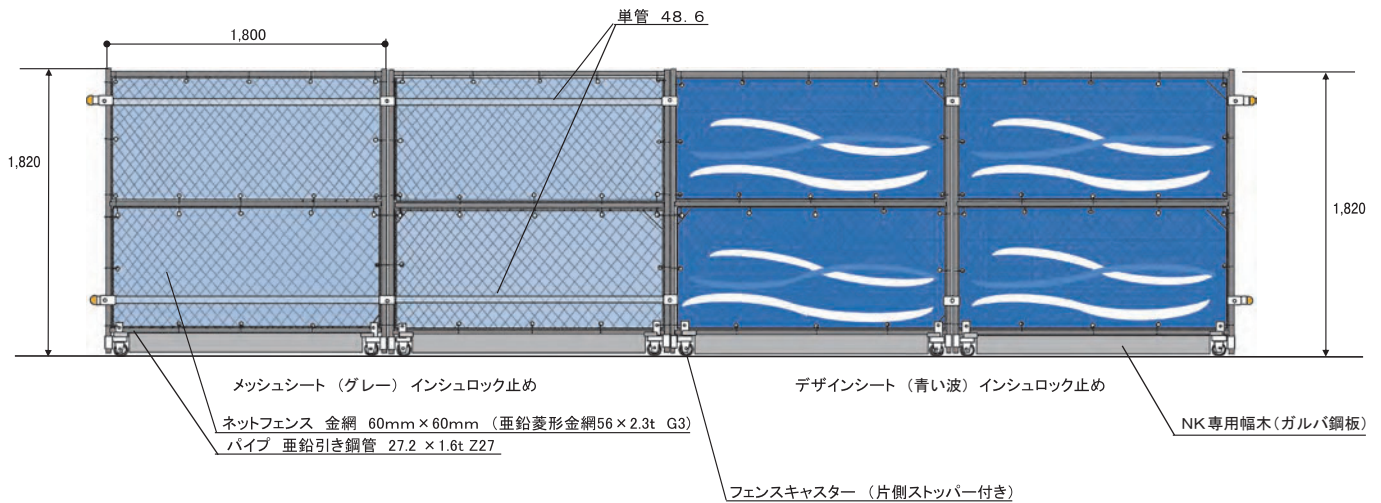 単管 48.6
1,800
1,820
1,820
メッシュシート (グレー) インシュロック止め
デザインシート (青い波) インシュロック止め
ネットフェンス 金網 60mm×60mm (亜鉛菱形金網56×2.3t G3)
パイプ 亜鉛引き鋼管 27.2 ×1.6t Z27
NK専用幅木(ガルバ鋼板)
フェンスキャスター (片側ストッパー付き)